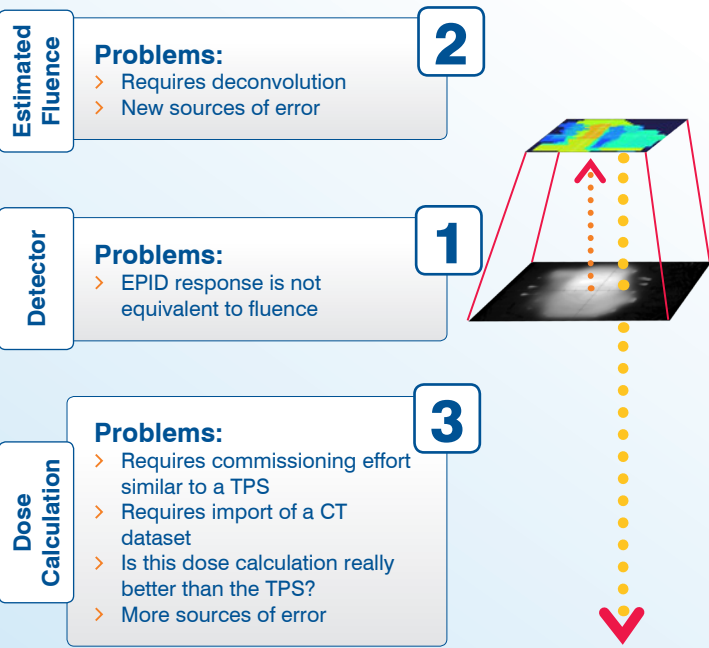 Estimated
Fluence
2
Problems:
> Requires deconvolution
> New sources of error
Detector
1
Problems:
> EPID response is not
equivalent to fluence
Dose
Calculation
3
Problems:
> Requires commissioning effort
similar to a TPS
> Requires import of a CT
dataset
> Is this dose calculation really
better than the TPS?
> More sources of error